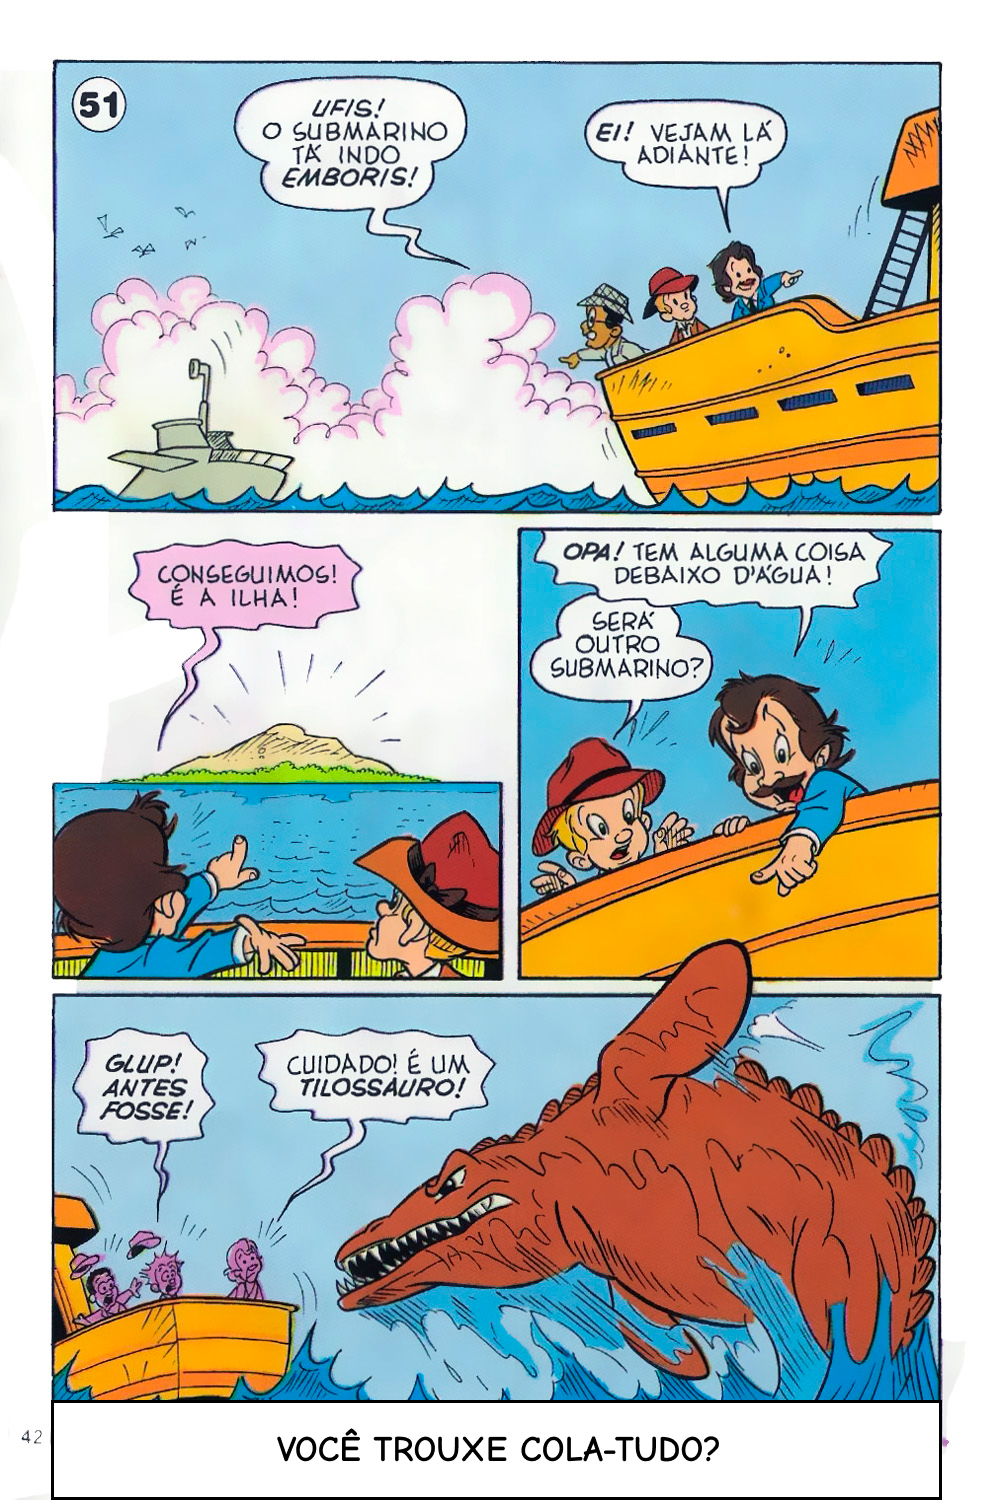 51
UFIS!
O SUBMARINO
TÁ INDO
EMBORIS!
EI! VEJAM LÁ
ADIANTE!
CONSEGUIMOS!
É A ILHA!
OPA! TEM ALGUMA COISA
DEBAIXO D'ÁGUA!
SERÁ
OUTRO
SUBMARINO?
GLUP!
ANTES
FOSSE!
CUIDADO! É UM
TILOSSAURO!
42
VOCÊ TROUXE COLA-TUDO?